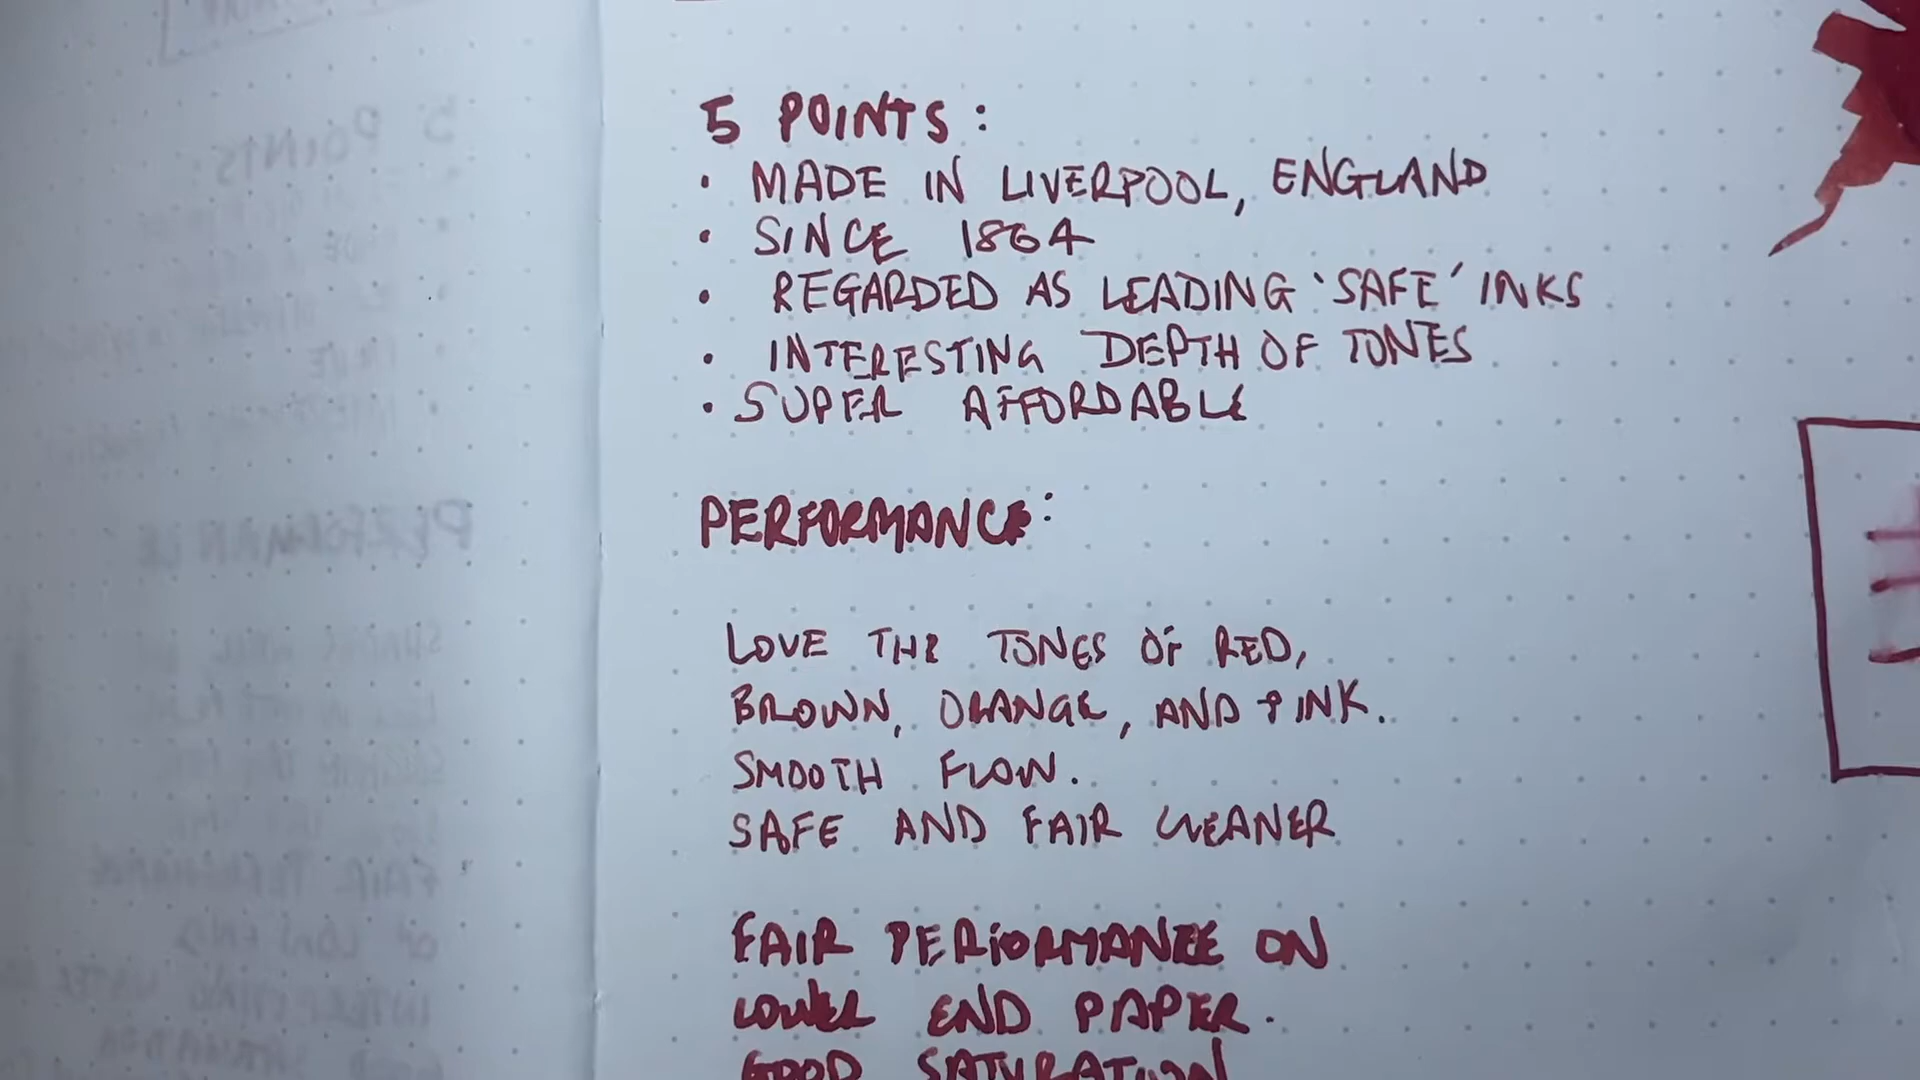 5 POINTS:
• MADE IN LIVERPOOL, ENGLAND
• SINCE 1864
• REGARDED AS LEADING 'SAFE' INKS
• INTERESTING DEPTH OF TONES
• SUPER AFFORDABLE
PERFORMANCE:
LOVE THE TONES OF RED,
BROWN, ORANGE, AND PINK.
SMOOTH FLOW.
SAFE AND FAIR CLEANER
FAIR PERFORMANCE ON
LOWER END PAPER.
GOOD SATURATION